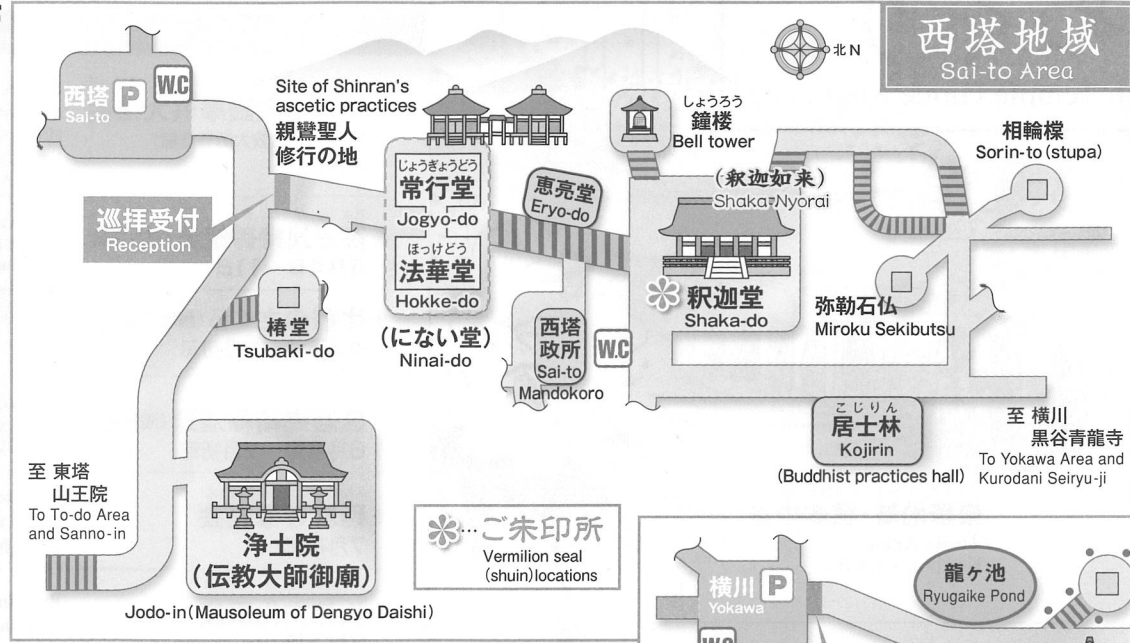 西塔地域
Sai-to Area
北 N
西塔 P
Sai-to
W.C
Site of Shinran's
ascetic practices
親鸞聖人
修行の地
巡拝受付
Reception
じょうぎょうどう
常行堂
Jogyo-do
ほっけどう
法華堂
Hokke-do
(にない堂)
Ninai-do
椿堂
Tsubaki-do
恵亮堂
Eryo-do
しょうろう
鐘楼
Bell tower
(釈迦如来)
Shaka-Nyorai
釈迦堂
Shaka-do
相輪橖
Sorin-to (stupa)
弥勒石仏
Miroku Sekibutsu
西塔
政所
Sai-to
Mandokoro
W.C
こじりん
居士林
Kojirin
(Buddhist practices hall)
至 横川
黒谷青龍寺
To Yokawa Area and
Kurodani Seiryu-ji
至 東塔
山王院
To To-do Area
and Sanno-in
浄土院
(伝教大師御廟)
Jodo-in(Mausoleum of Dengyo Daishi)
…ご朱印所
Vermilion seal
(shuin)locations
横川 P
Yokawa
W.C
龍ヶ池
Ryugaike Pond